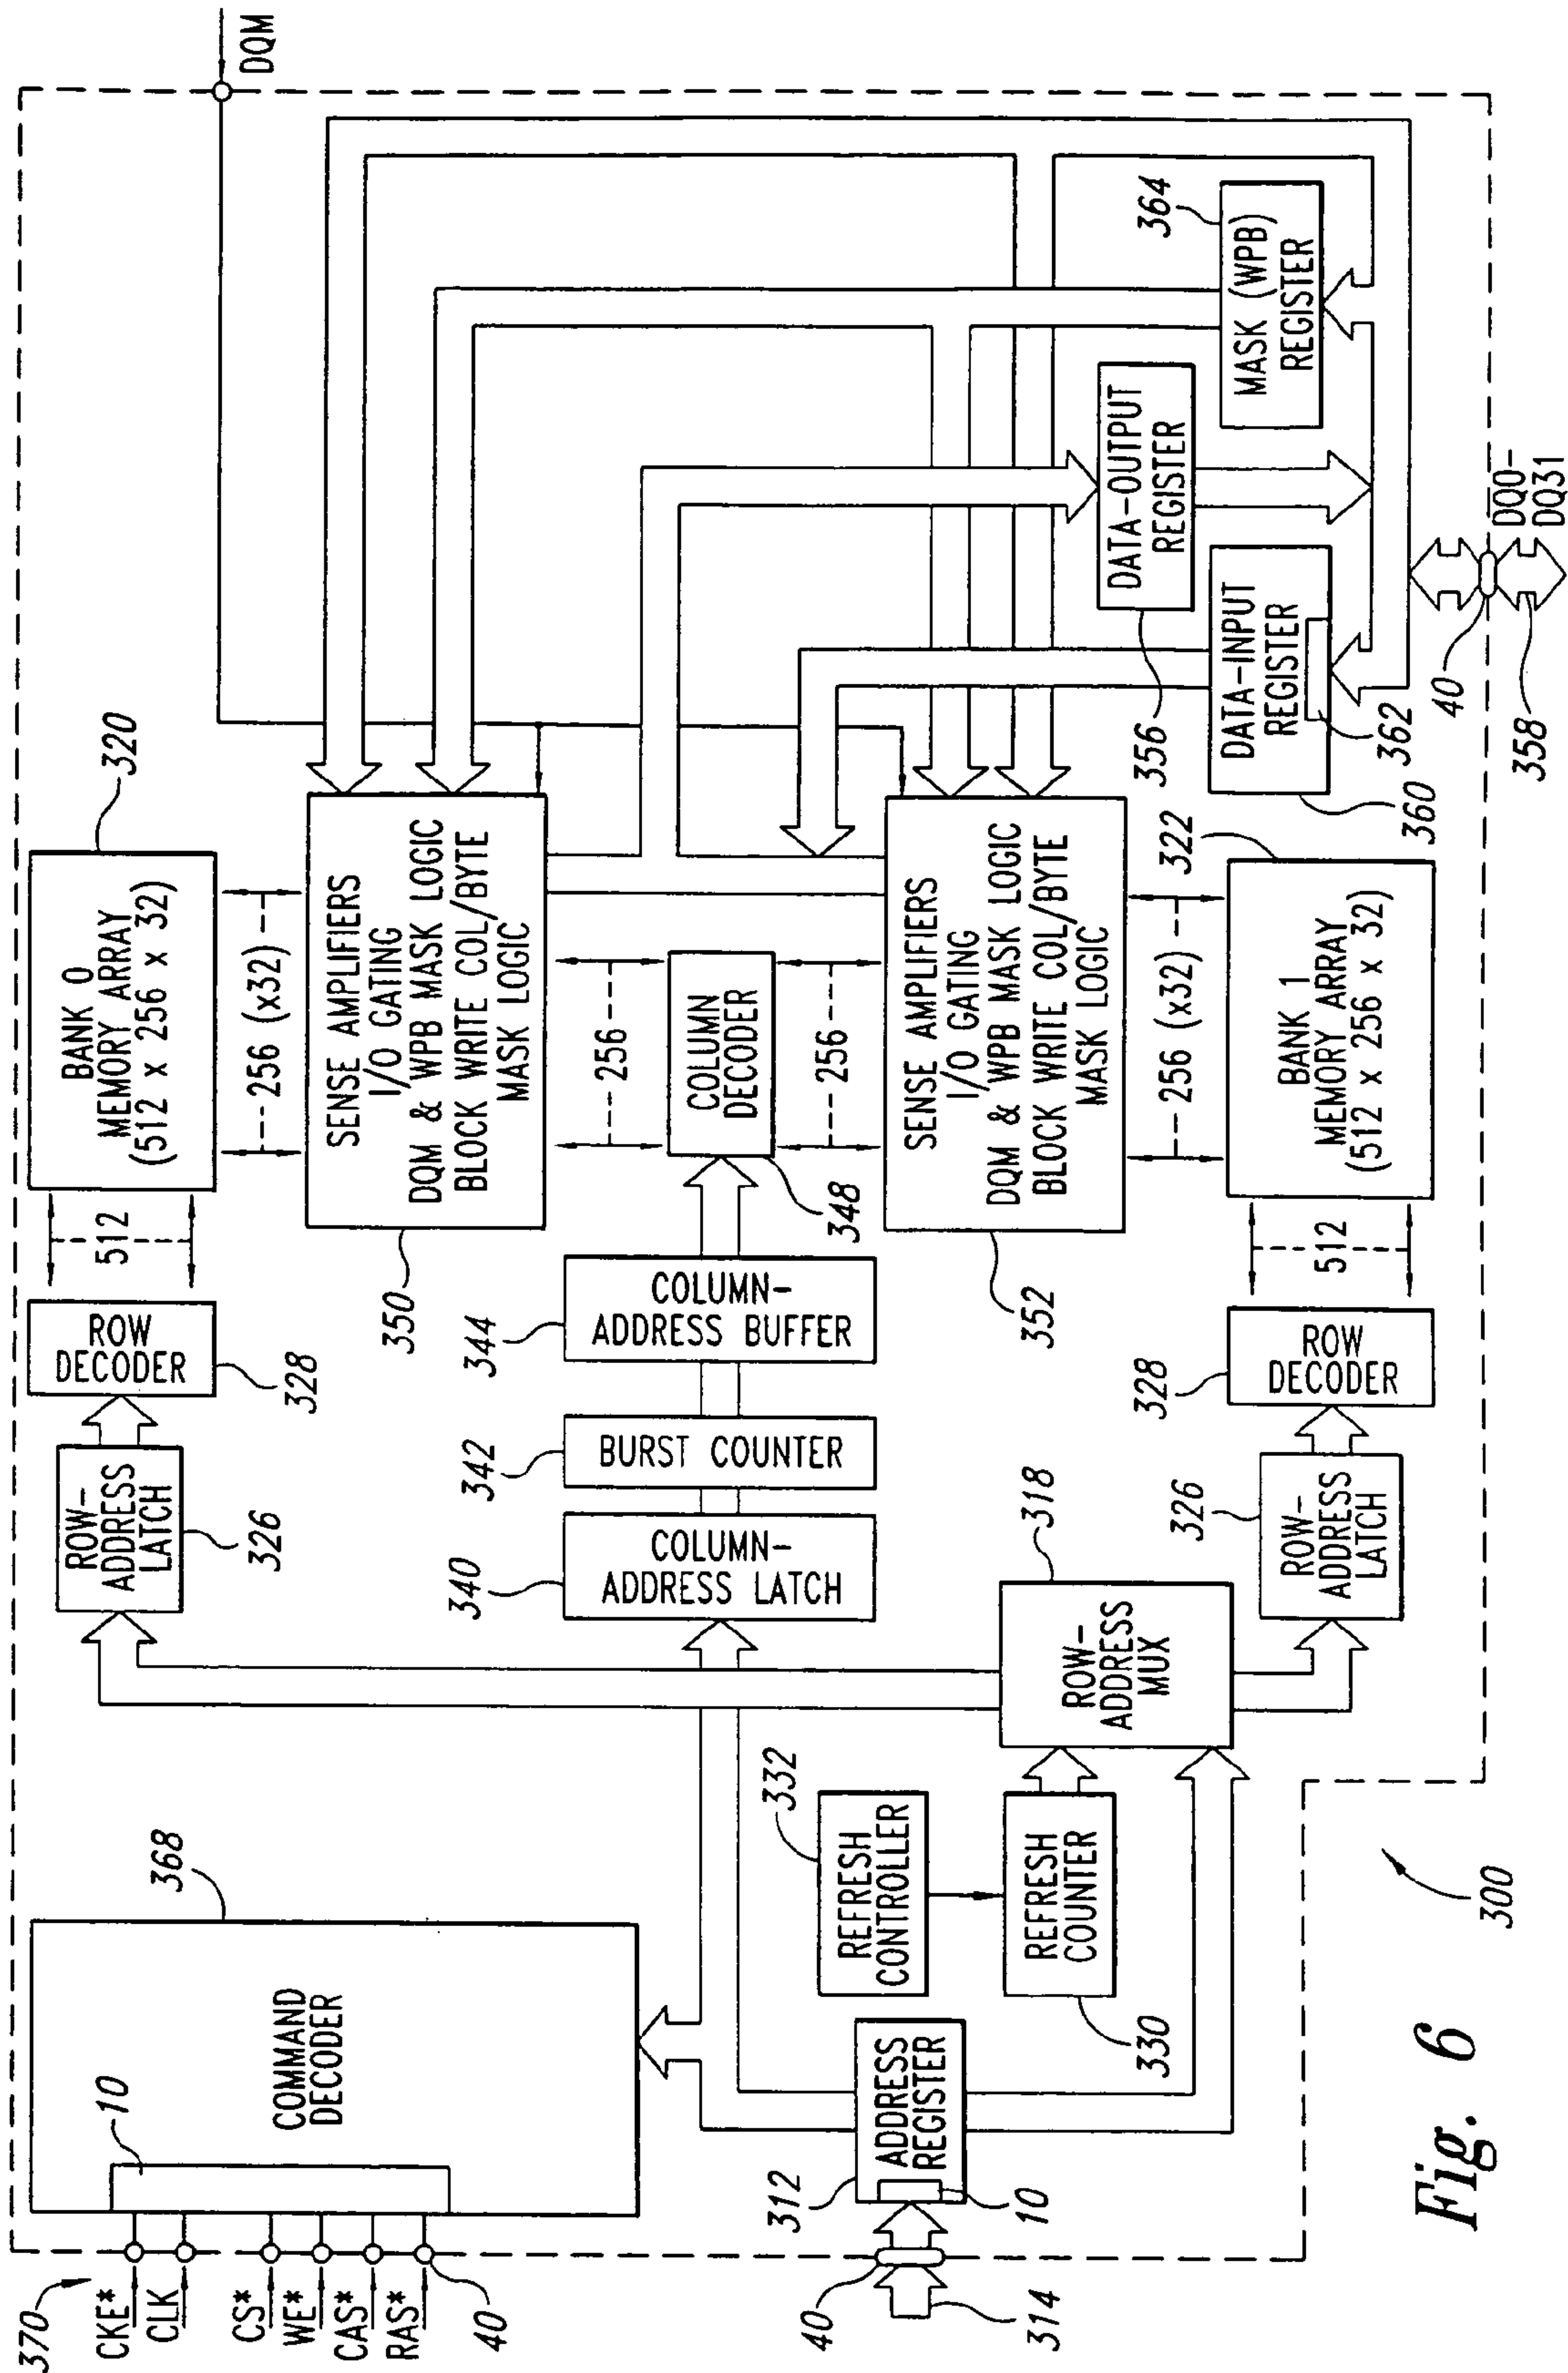 370
CKE*
CLK
CS*
WE*
CAS*
RAS*
40
10
COMMAND
DECODER
368
40
314
312
ADDRESS
REGISTER
10
REFRESH
CONTROLLER
332
REFRESH
COUNTER
330
ROW-
ADDRESS
MUX
318
ROW-
ADDRESS
LATCH
326
ROW
DECODER
328
512
BANK 0
MEMORY ARRAY
(512 x 256 x 32)
320
256 (x32)
SENSE AMPLIFIERS
I/O GATING
DQM & WPB MASK LOGIC
BLOCK WRITE COL/BYTE
MASK LOGIC
350
256
COLUMN-
ADDRESS LATCH
340
BURST COUNTER
342
COLUMN-
ADDRESS BUFFER
344
COLUMN
DECODER
348
256
SENSE AMPLIFIERS
I/O GATING
DQM & WPB MASK LOGIC
BLOCK WRITE COL/BYTE
MASK LOGIC
352
256 (x32)
ROW-
ADDRESS
LATCH
326
ROW
DECODER
328
512
BANK 1
MEMORY ARRAY
(512 x 256 x 32)
322
DQM
DATA-INPUT
REGISTER
362
360
DATA-OUTPUT
REGISTER
356
MASK (WPB)
REGISTER
364
40
DQ0-
DQ31
358
300
Fig. 6